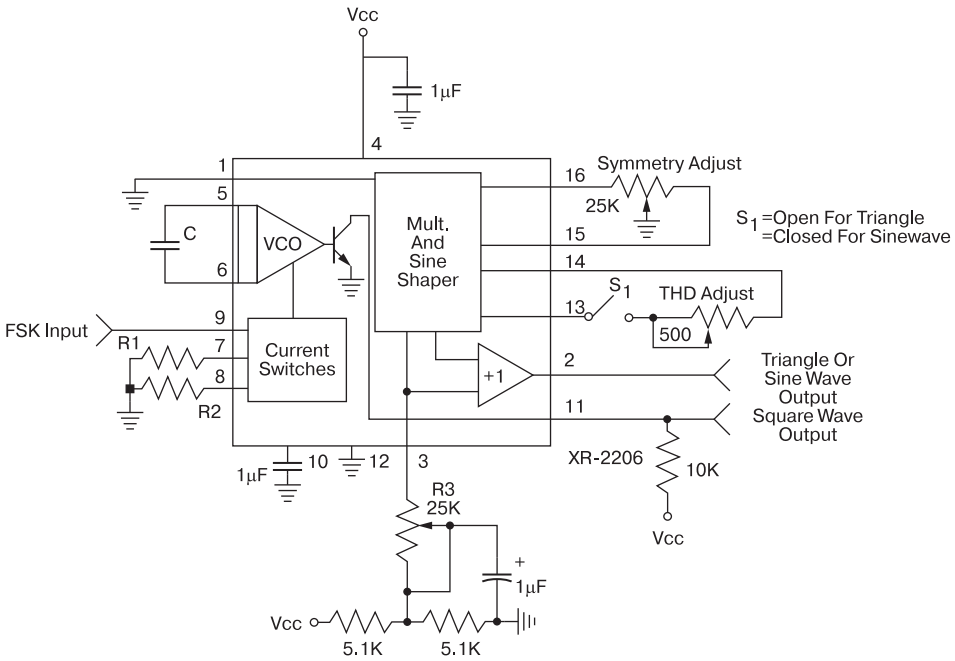 Vcc
1µF
4
1
16
Symmetry Adjust
25K
5
C
VCO
6
Mult.
And
Sine
Shaper
15
14
S1 =Open For Triangle
=Closed For Sinewave
13
S1
THD Adjust
500
FSK Input
9
R1
7
8
R2
Current
Switches
+1
2
Triangle Or
Sine Wave
Output
11
Square Wave
Output
XR-2206
10K
Vcc
1µF
10
12
3
R3
25K
+
1µF
Vcc
5.1K
5.1K